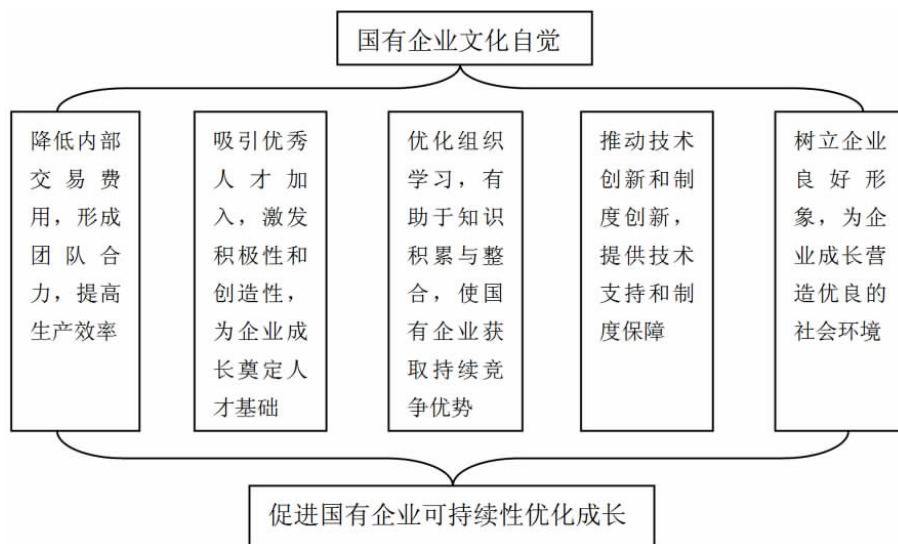 国有企业文化自觉
降低内部
交易费
用，形成
团队合
力，提高
生产效率
吸引优秀
人才加
入，激发
积极性和
创造性，
为企业成
长奠定人
才基础
优化组织
学习，有
助于知识
积累与整
合，使国
有企业获
取持续竞
争优势
推动技术
创新和制
度创新，
提供技术
支持和制
度保障
树立企业
良好形
象，为企
业成长营
造优良的
社会环境
促进国有企业可持续性优化成长